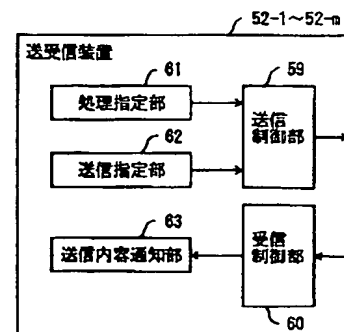 52-1～52-m
送受信装置
61
処理指定部
59
送信
制御部
62
送信指定部
63
送信内容通知部
受信
制御部
60